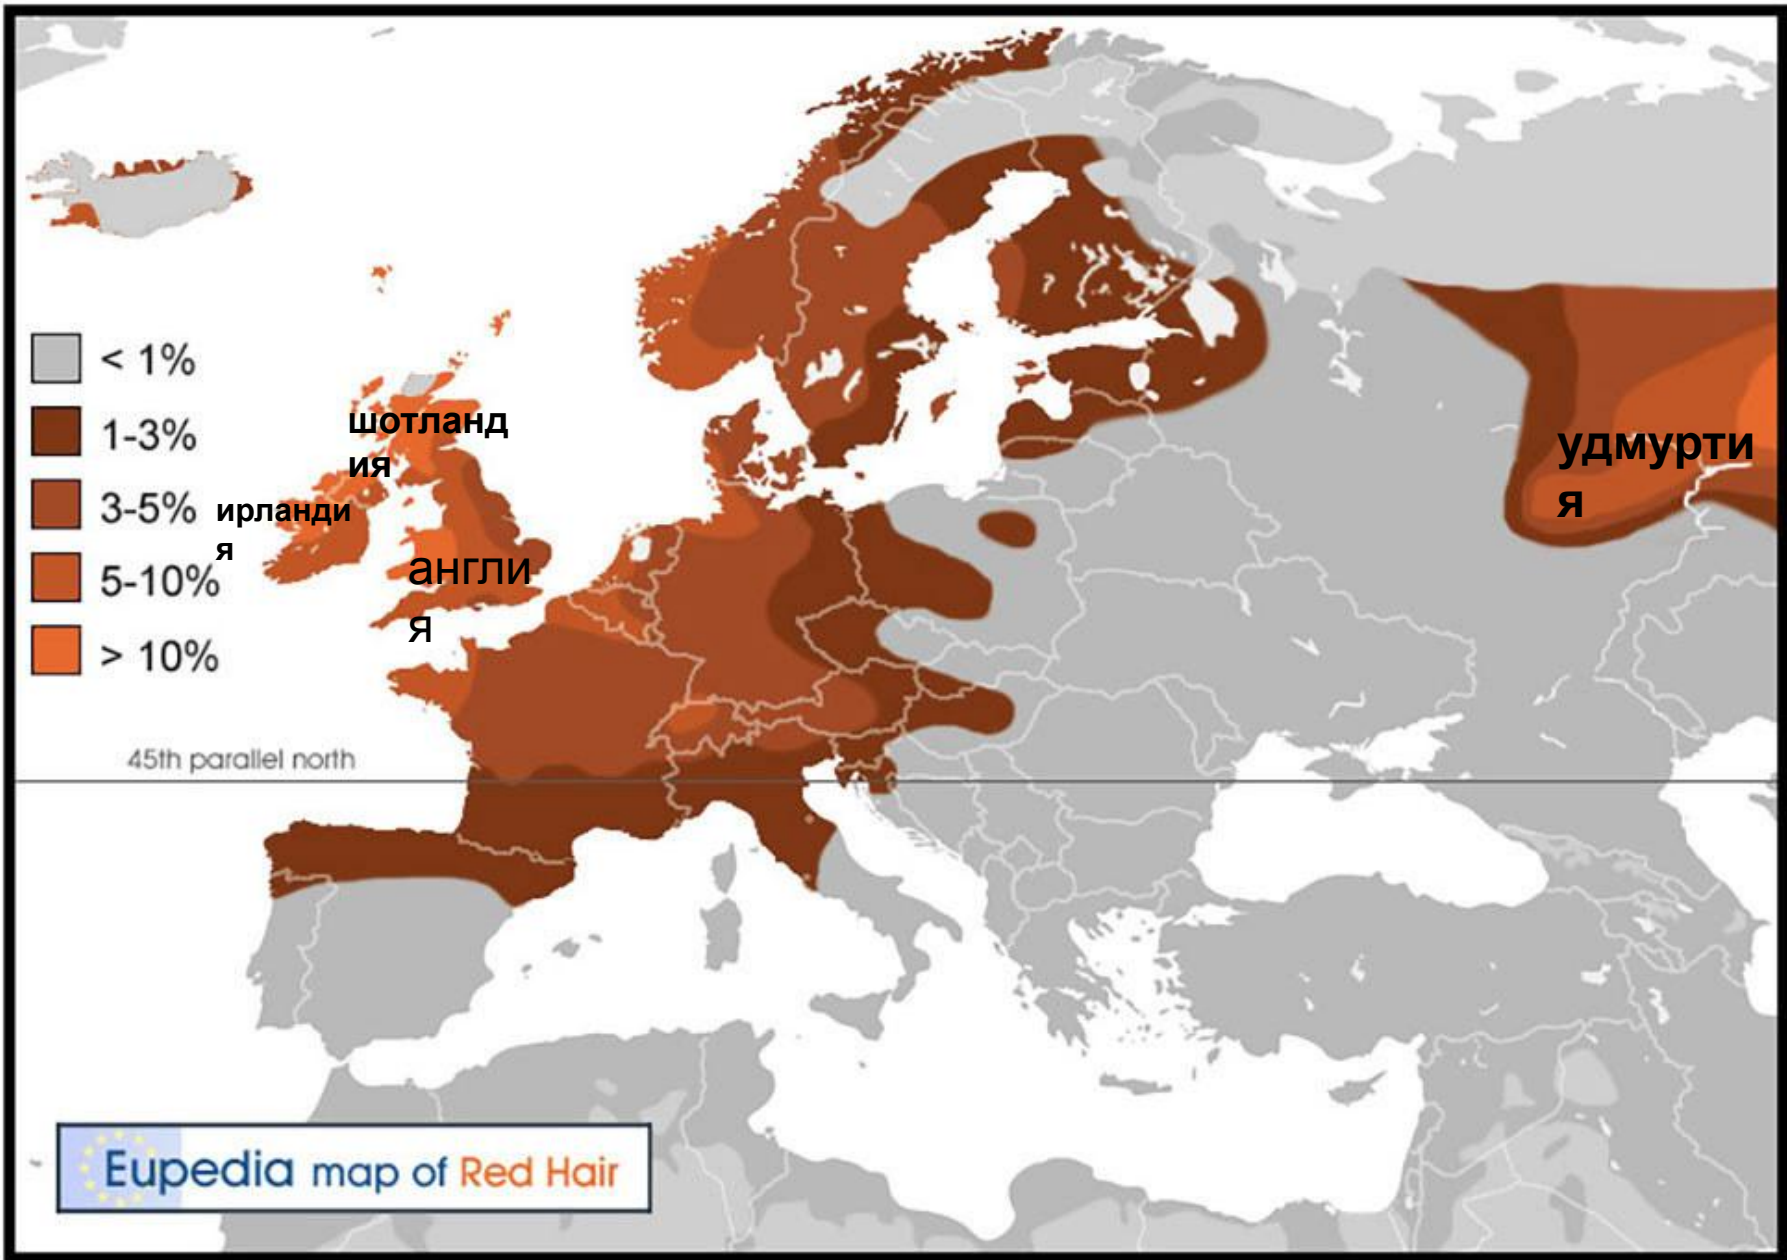 < 1%
1-3%
3-5%
5-10%
> 10%
шотланд
ия
ирланди
я
англи
я
удмурти
я
45th parallel north
Eupedia map of Red Hair